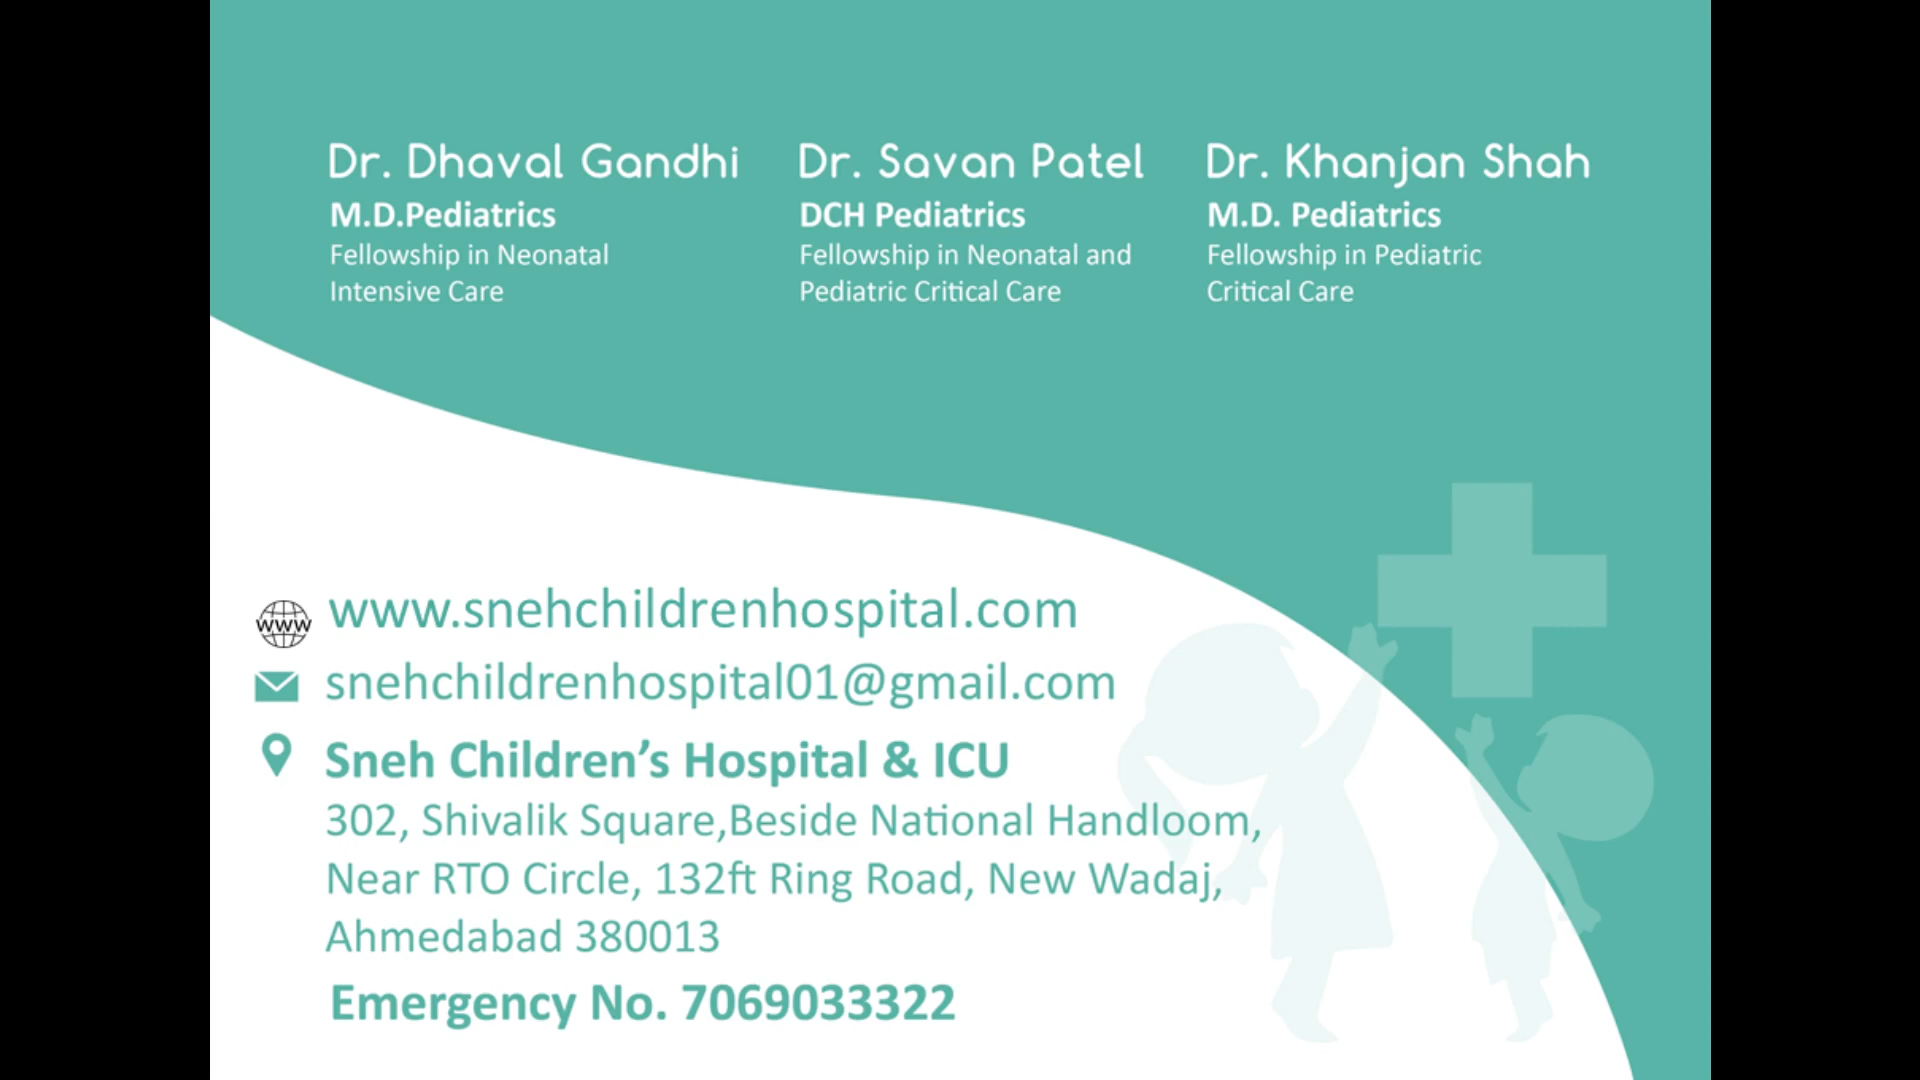 Dr. Dhaval Gandhi
M.D.Pediatrics
Fellowship in Neonatal
Intensive Care
Dr. Savan Patel
DCH Pediatrics
Fellowship in Neonatal and
Pediatric Critical Care
Dr. Khanjan Shah
M.D. Pediatrics
Fellowship in Pediatric
Critical Care
www
www.snehchildrenhospital.com
snehchildrenhospital01@gmail.com
Sneh Children’s Hospital & ICU
302, Shivalik Square,Beside National Handloom,
Near RTO Circle, 132ft Ring Road, New Wadaj,
Ahmedabad 380013
Emergency No. 7069033322